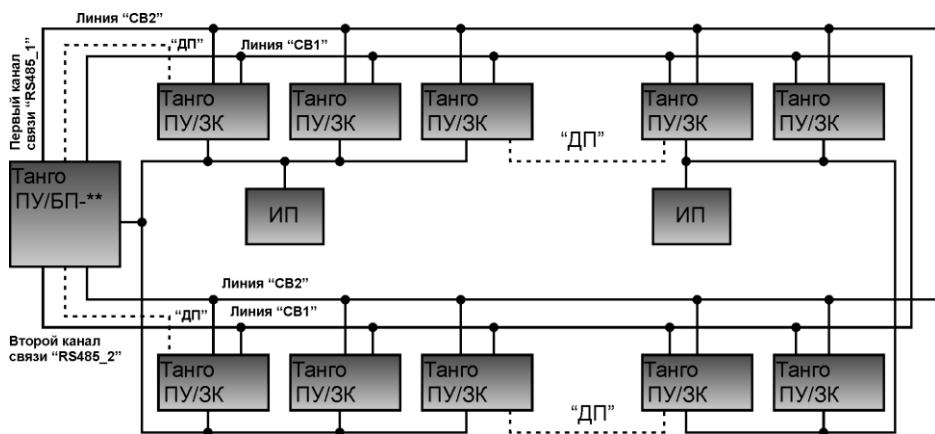 Линия “СВ2”
“ДП”
Линия “СВ1”
Первый канал
связи “RS485_1”
Танго
ПУ/ЗК
Танго
ПУ/ЗК
Танго
ПУ/ЗК
Танго
ПУ/ЗК
Танго
ПУ/ЗК
“ДП”
Танго
ПУ/БП-**
ИП
ИП
Линия “СВ2”
“ДП”
Линия “СВ1”
Второй канал
связи “RS485_2”
Танго
ПУ/ЗК
Танго
ПУ/ЗК
Танго
ПУ/ЗК
Танго
ПУ/ЗК
Танго
ПУ/ЗК
“ДП”